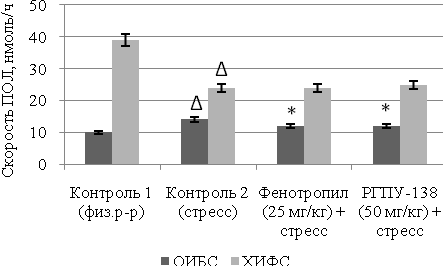 Скорость ПОЛ, нмоль/ч
50
40
30
20
10
0
Δ
Δ
*
*
Контроль 1
(физ.р-р)
Контроль 2
(стресс)
Фенотропил
(25 мг/кг) +
стресс
РГПУ-138
(50 мг/кг) +
стресс
ОИБС
ХИФС